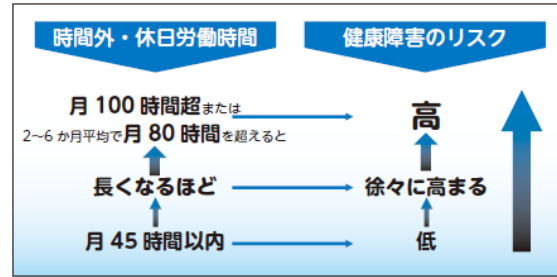 時間外・休日労働時間
健康障害のリスク
月100時間超または
2〜6か月平均で月80時間を超えると
高
長くなるほど
徐々に高まる
月45時間以内
低